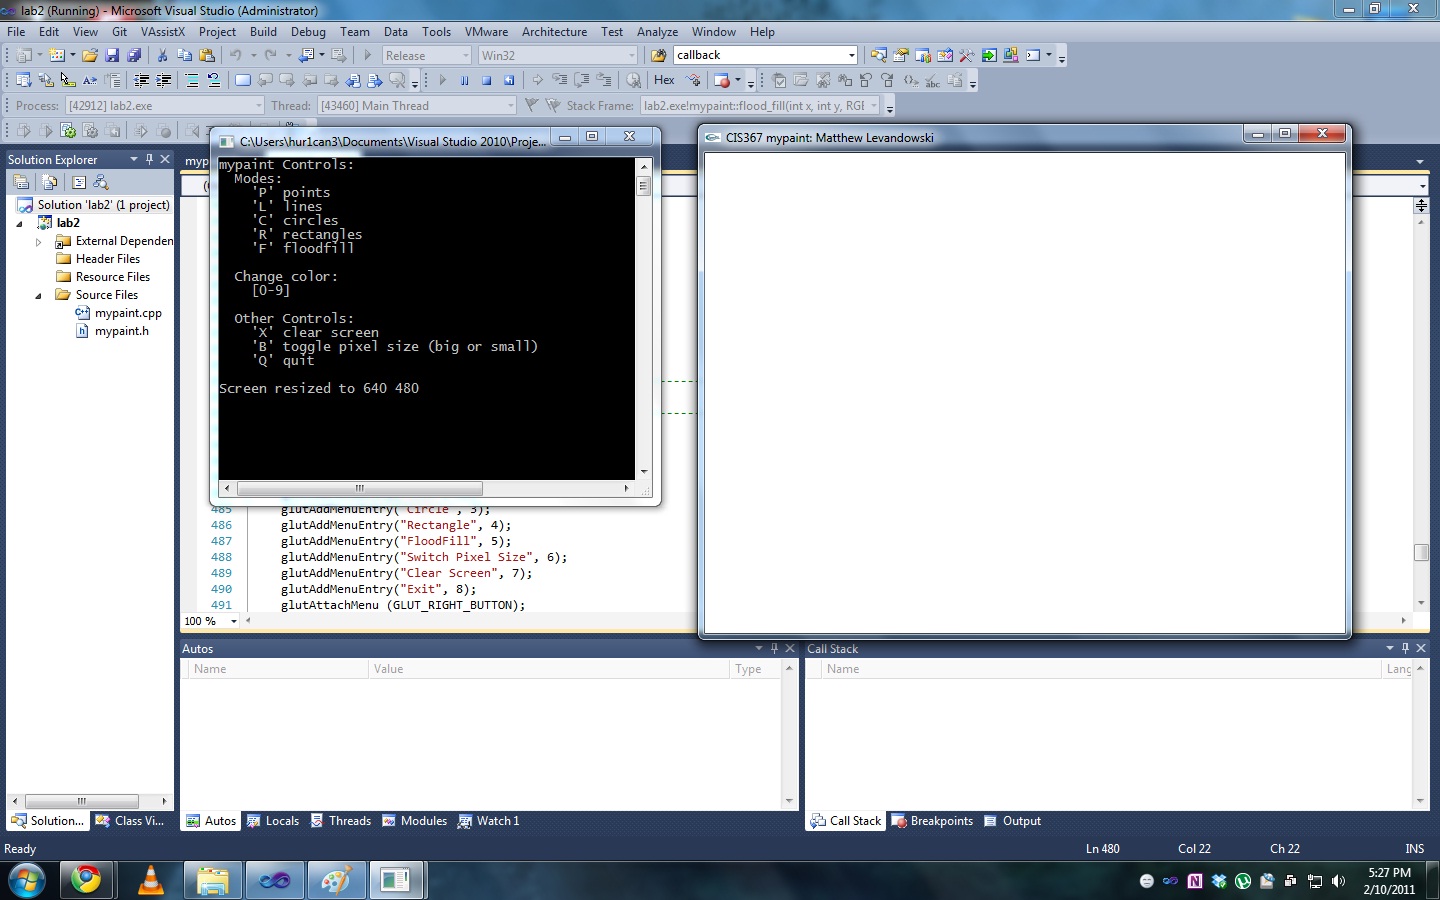 lab2 (Running) - Microsoft Visual Studio (Administrator)
File Edit View Git VAssistX Project Build Debug Team Data Tools VMware Architecture Test Analyze Window Help
Release Win32 callback
Hex
Process: [42912] lab2.exe Thread: [43460] Main Thread Stack Frame: lab2.exe!mypaint::flood_fill(int x, int y, RGE
Solution Explorer
Solution 'lab2' (1 project)
lab2
External Dependen
Header Files
Resource Files
Source Files
mypaint.cpp
mypaint.h
Solution... Class Vi...
myp
C:\Users\hur1can3\Documents\Visual Studio 2010\Proje...
mypaint Controls:
Modes:
'P' points
'L' lines
'C' circles
'R' rectangles
'F' floodfill
Change color:
[0-9]
Other Controls:
'X' clear screen
'B' toggle pixel size (big or small)
'Q' quit
Screen resized to 640 480
CIS367 mypaint: Matthew Levandowski
485 glutAddMenuEntry("Circle", 3);
486 glutAddMenuEntry("Rectangle", 4);
487 glutAddMenuEntry("FloodFill", 5);
488 glutAddMenuEntry("Switch Pixel Size", 6);
489 glutAddMenuEntry("Clear Screen", 7);
490 glutAddMenuEntry("Exit", 8);
491 glutAttachMenu (GLUT_RIGHT_BUTTON);
100 %
Autos
Name Value Type
Autos Locals Threads Modules Watch 1
Call Stack
Name Lang
Call Stack Breakpoints Output
Ready Ln 480 Col 22 Ch 22 INS
5:27 PM
2/10/2011